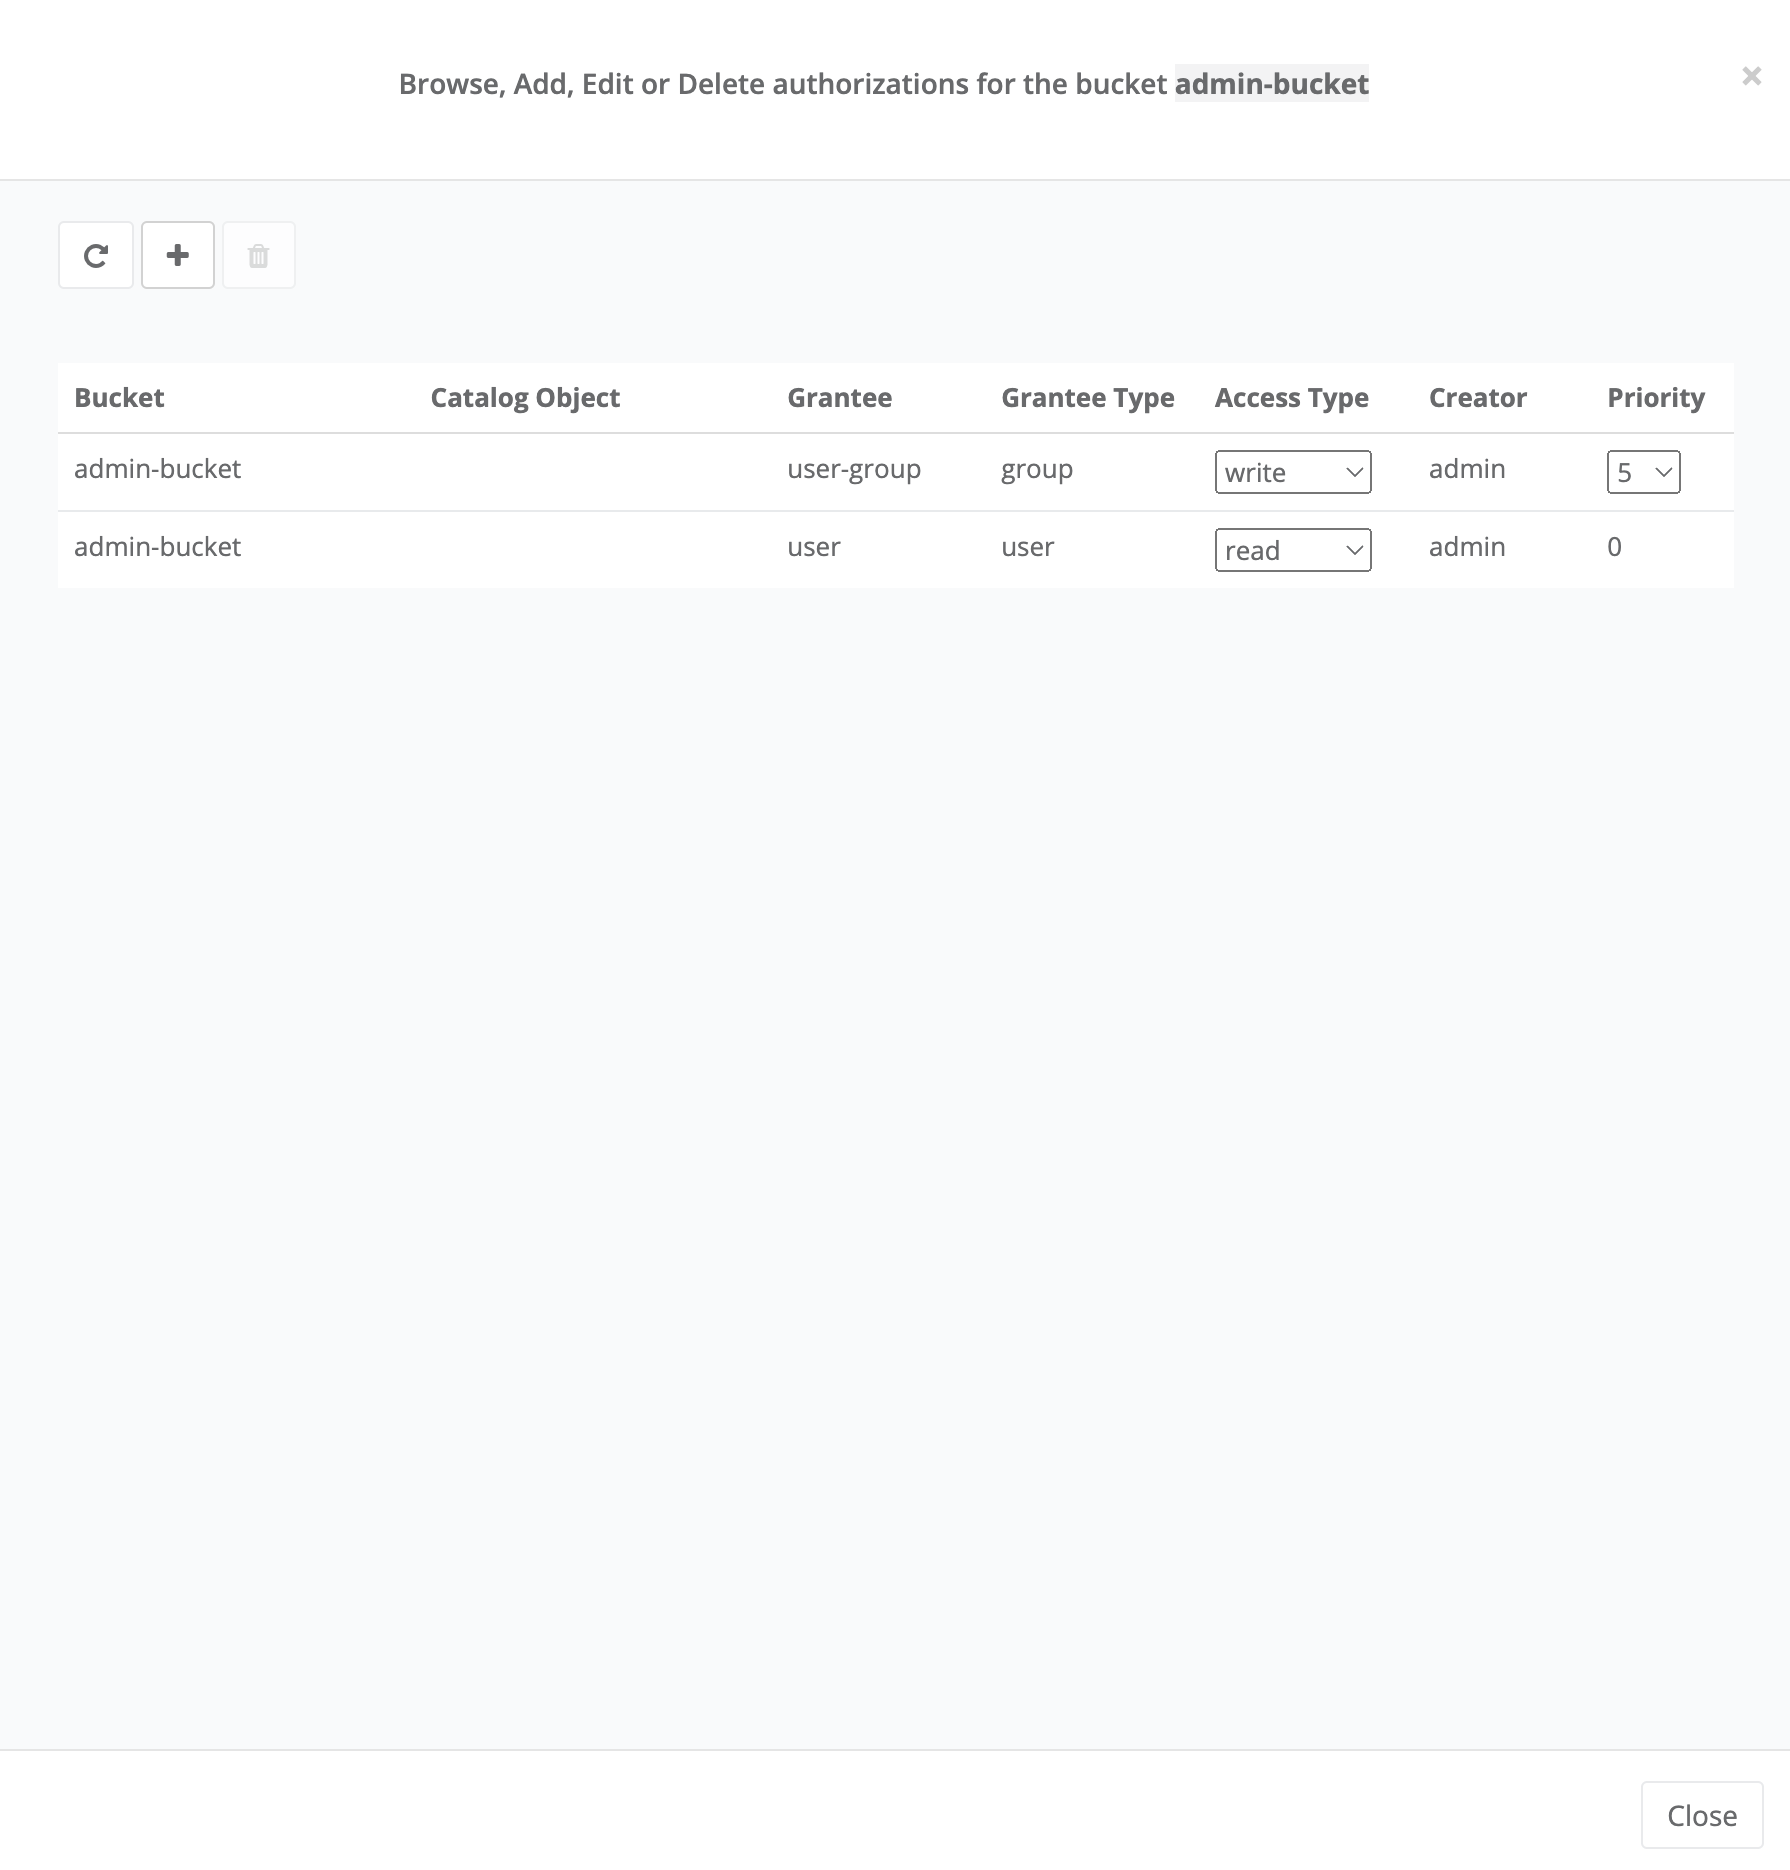 Browse, Add, Edit or Delete authorizations for the bucket admin-bucket
Bucket Catalog Object Grantee Grantee Type Access Type Creator Priority
admin-bucket user-group group write admin 5
admin-bucket user user read admin 0
Close